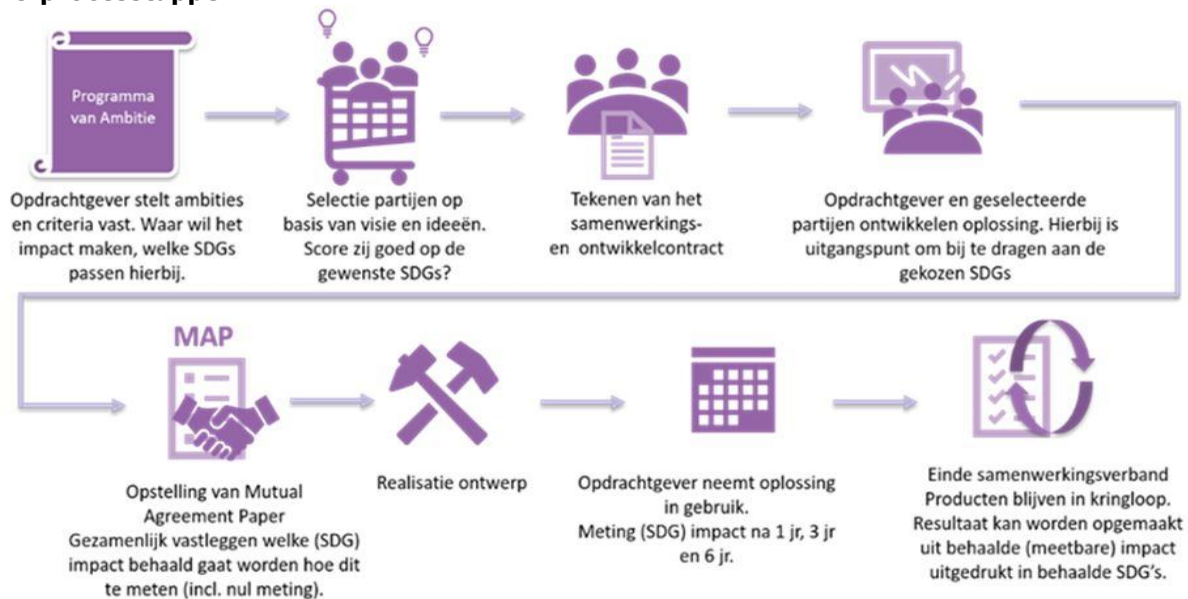 Programma
van Ambitie
Opdrachtgever stelt ambities
en criteria vast. Waar wil het
impact maken, welke SDGs
passen hierbij.
Selectie partijen op
basis van visie en ideeën.
Score zij goed op de
gewenste SDGs?
Tekenen van het
samenwerkings-
en ontwikkelcontract
Opdrachtgever en geselecteerde
partijen ontwikkelen oplossing. Hierbij is
uitgangspunt om bij te dragen aan de
gekozen SDGs
MAP
Opstelling van Mutual
Agreement Paper
Gezamenlijk vastleggen welke (SDG)
impact behaald gaat worden hoe dit
te meten (incl. nul meting).
Realisatie ontwerp
Opdrachtgever neemt oplossing
in gebruik.
Meting (SDG) impact na 1 jr, 3 jr
en 6 jr.
Einde samenwerkingsverband
Producten blijven in kringloop.
Resultaat kan worden opgemaakt
uit behaalde (meetbare) impact
uitgedrukt in behaalde SDG's.